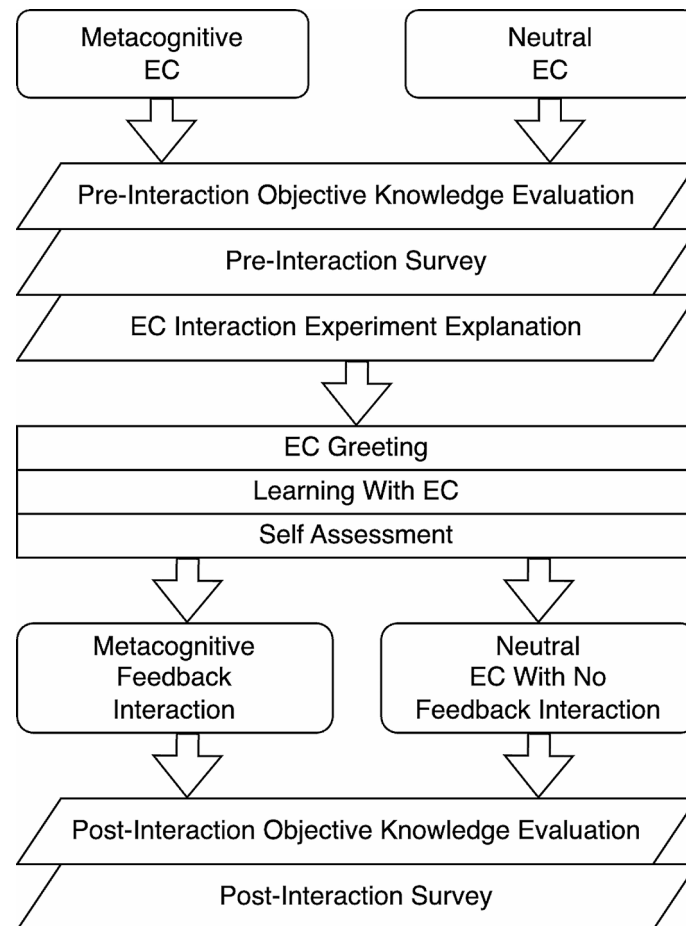 Metacognitive
EC
Neutral
EC
Pre-Interaction Objective Knowledge Evaluation
Pre-Interaction Survey
EC Interaction Experiment Explanation
EC Greeting
Learning With EC
Self Assessment
Metacognitive
Feedback
Interaction
Neutral
EC With No
Feedback Interaction
Post-Interaction Objective Knowledge Evaluation
Post-Interaction Survey